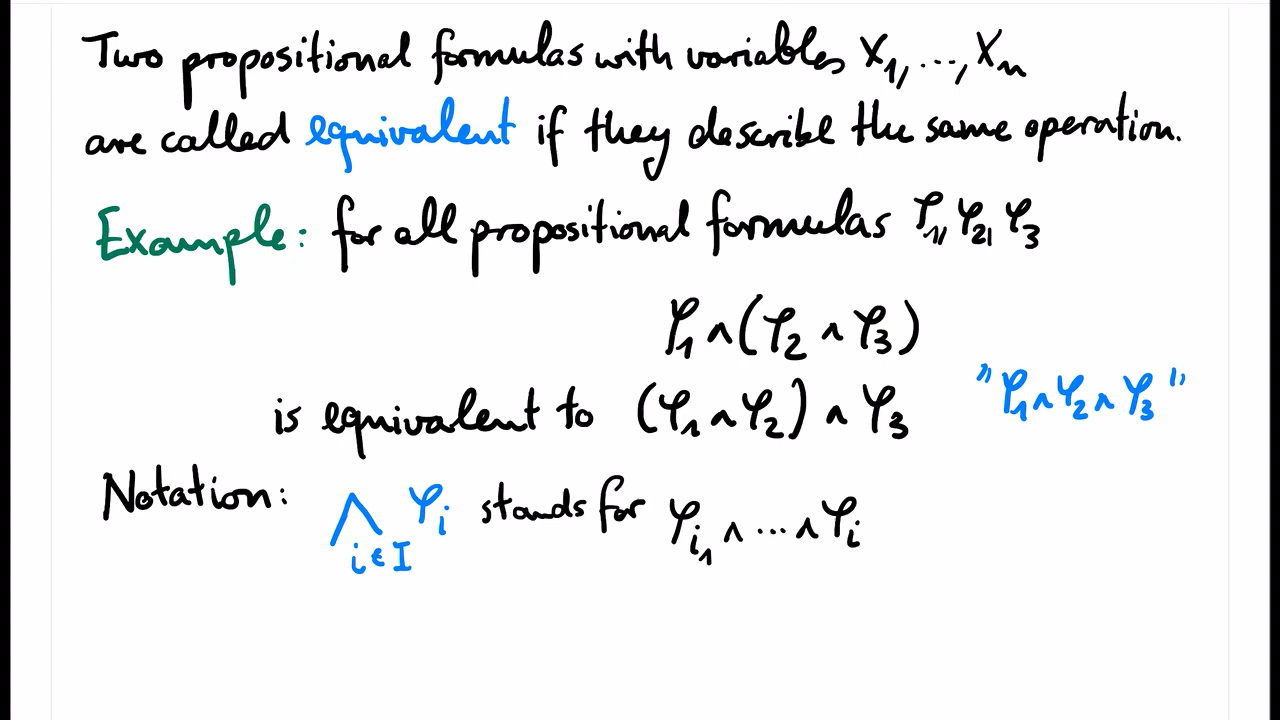 Two propositional formulas with variables X₁, ..., Xₙ
are called equivalent if they describe the same operation.
Example: for all propositional formulas φ₁, φ₂, φ₃
φ₁ ∧ (φ₂ ∧ φ₃)
is equivalent to (φ₁ ∧ φ₂) ∧ φ₃ "φ₁ ∧ φ₂ ∧ φ₃"
Notation: ⋀ φᵢ stands for φᵢ₁ ∧ ... ∧ φᵢ
i ∈ I